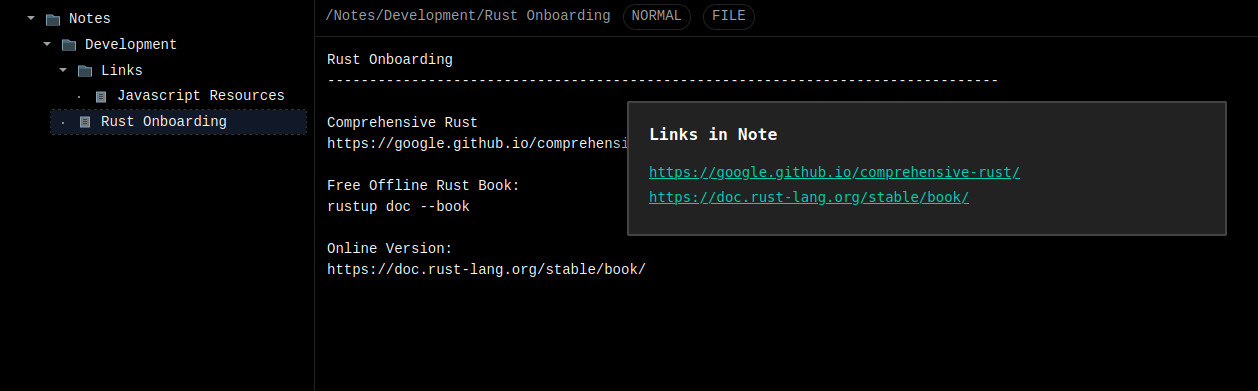 Notes
Development
Links
Javascript Resources
Rust Onboarding
/Notes/Development/Rust Onboarding NORMAL FILE
Rust Onboarding
--------------------------------------------------------------------------------
Comprehensive Rust
https://google.github.io/comprehensi
Free Offline Rust Book:
rustup doc --book
Online Version:
https://doc.rust-lang.org/stable/book/
Links in Note
https://google.github.io/comprehensive-rust/
https://doc.rust-lang.org/stable/book/